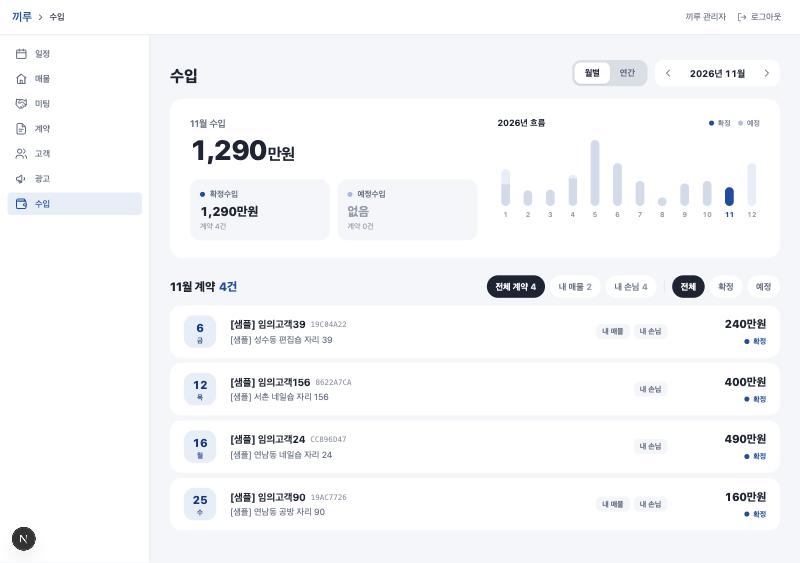 끼루 > 수입
끼루 관리자 로그아웃
일정
매물
미팅
계약
고객
광고
수입
수입
월별 연간
2026년 11월
11월 수입
1,290만원
확정수입
1,290만원
계약 4건
예정수입
없음
계약 0건
2026년 흐름
확정 예정
1 2 3 4 5 6 7 8 9 10 11 12
11월 계약 4건
전체 계약 4 내 매물 2 내 손님 4 전체 확정 예정
6
금
[샘플] 임의고객39 19C84A22
[샘플] 성수동 편집숍 자리 39
내 매물 내 손님
240만원
확정
12
목
[샘플] 임의고객156 8622A7CA
[샘플] 서촌 네일숍 자리 156
내 손님
400만원
확정
16
월
[샘플] 임의고객24 CC896D47
[샘플] 연남동 네일숍 자리 24
내 손님
490만원
확정
25
수
[샘플] 임의고객90 19AC7726
[샘플] 연남동 공방 자리 90
내 매물 내 손님
160만원
확정
N